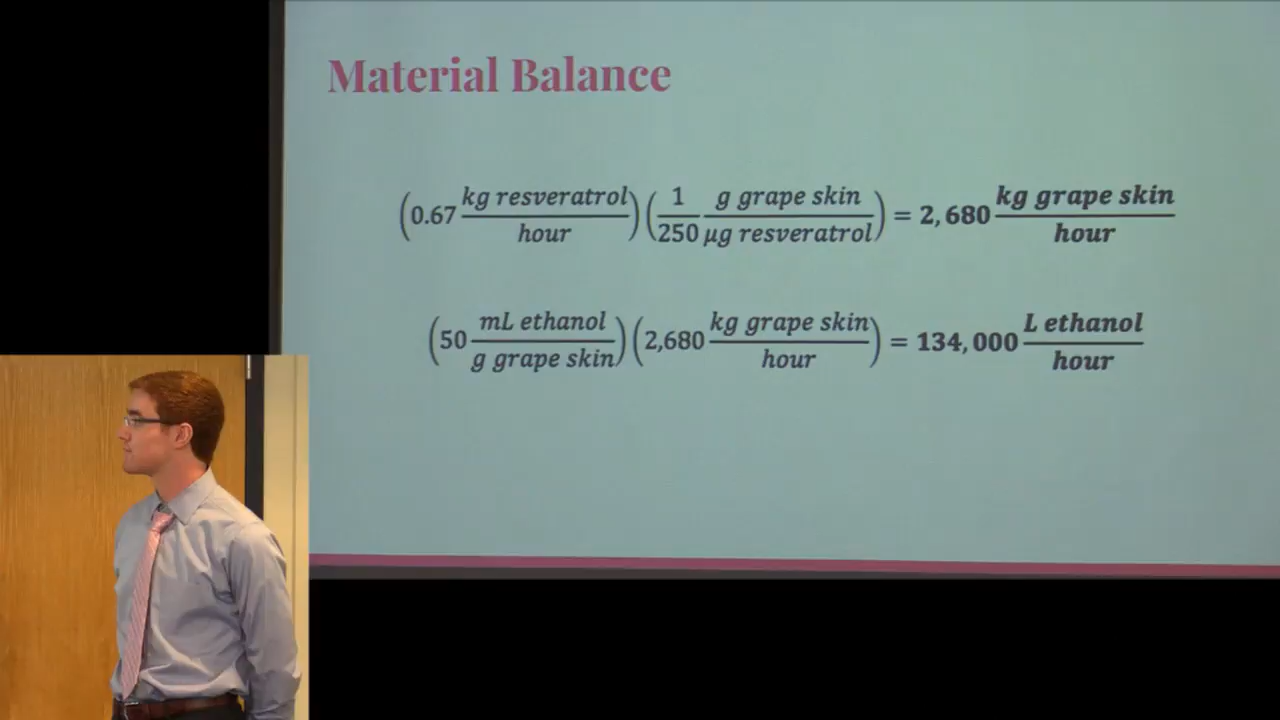 Material Balance
(0.67 kg resveratrol/hour)(1/250 g grape skin/µg resveratrol) = 2,680 kg grape skin/hour
(50 mL ethanol/g grape skin)(2,680 kg grape skin/hour) = 134,000 L ethanol/hour